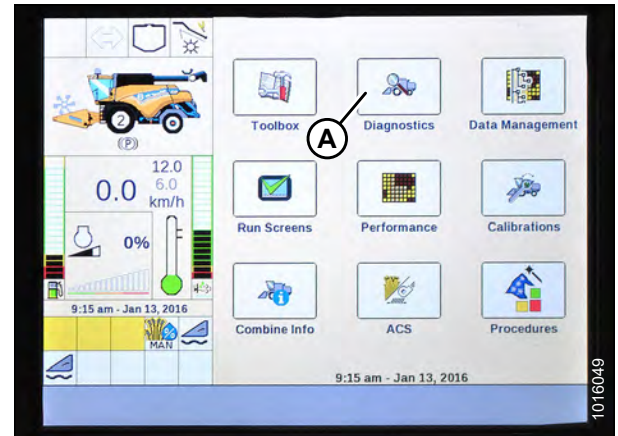 2
(P)
12.0
0.0 6.0
km/h
0%
9:15 am - Jan 13, 2016
MAN
Toolbox Diagnostics Data Management
A
Run Screens Performance Calibrations
Combine Info ACS Procedures
9:15 am - Jan 13, 2016
1016049